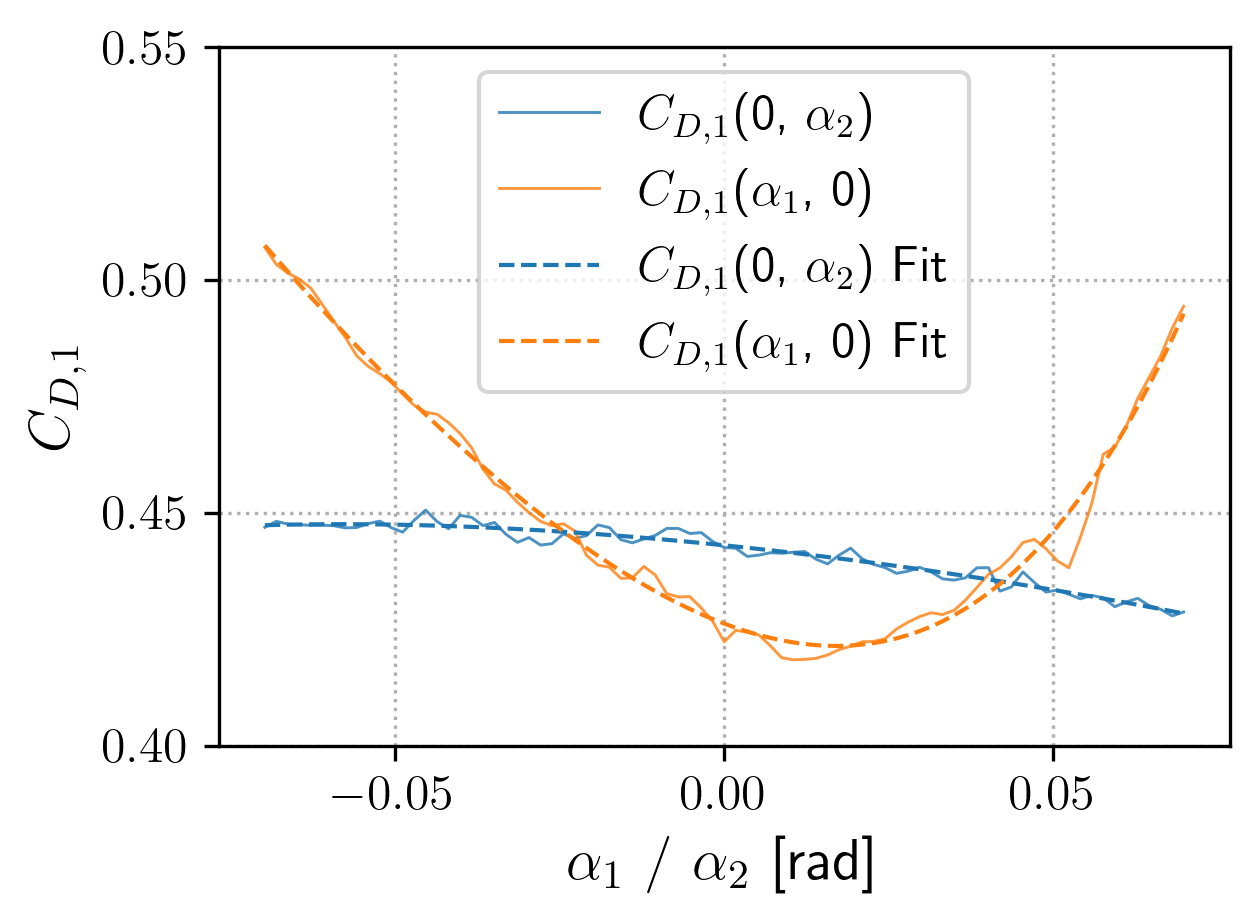 0.55
0.50
0.45
0.40
C_{D,1}
C_{D,1}(0, α_2)
C_{D,1}(α_1, 0)
C_{D,1}(0, α_2) Fit
C_{D,1}(α_1, 0) Fit
−0.05 0.00 0.05
α_1 / α_2 [rad]